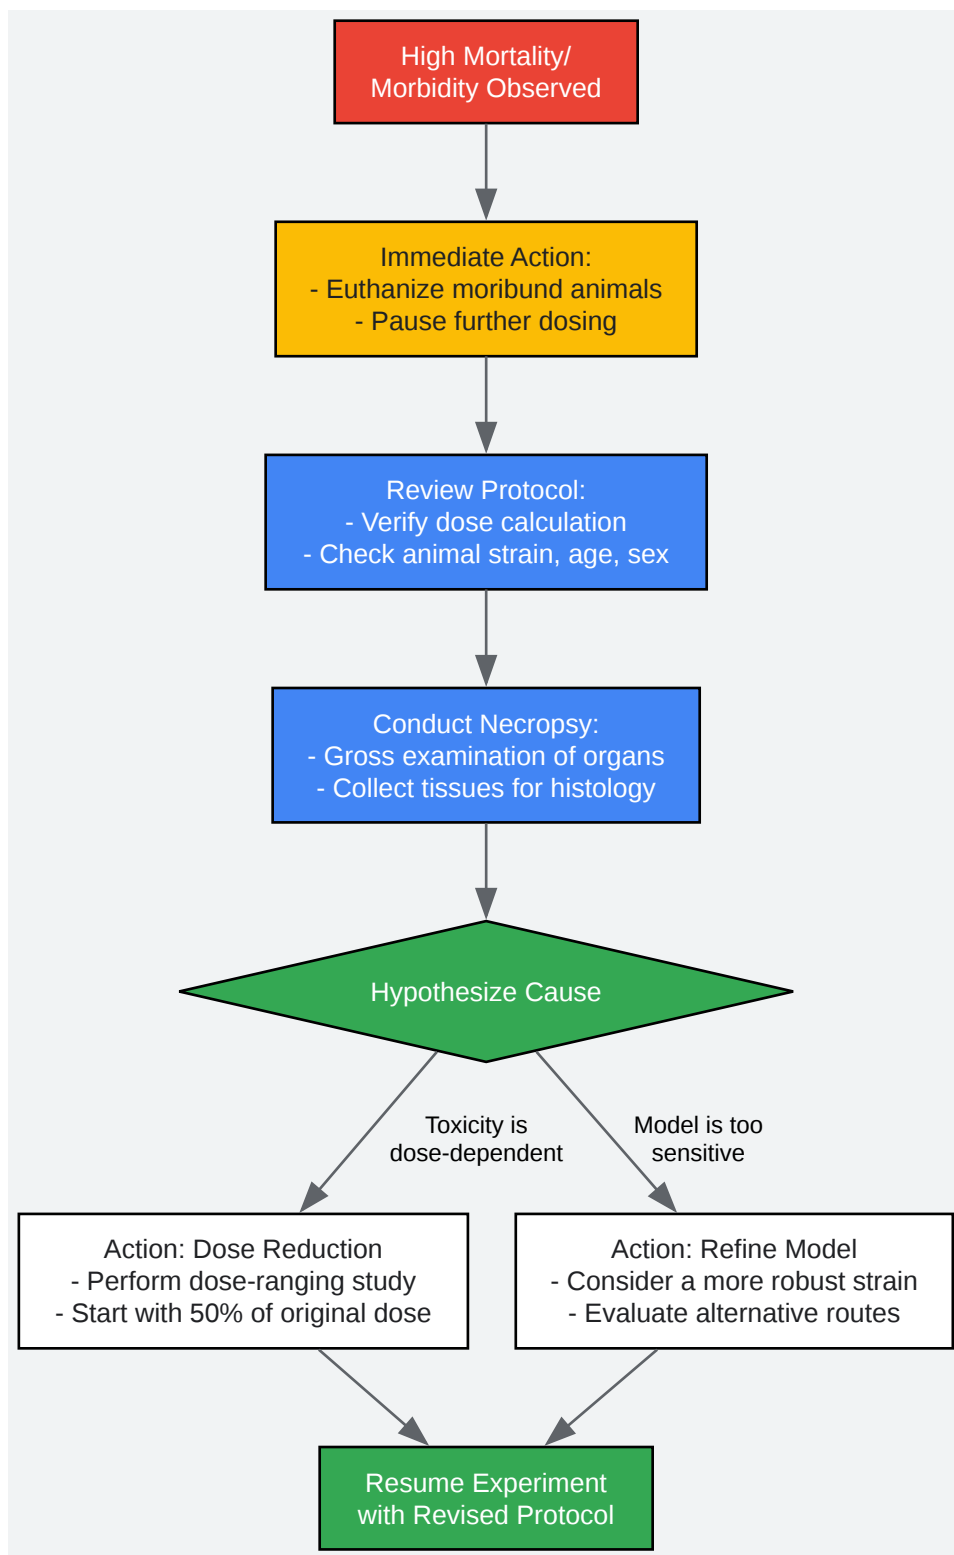 High Mortality/
Morbidity Observed
Immediate Action:
- Euthanize moribund animals
- Pause further dosing
Review Protocol:
- Verify dose calculation
- Check animal strain, age, sex
Conduct Necropsy:
- Gross examination of organs
- Collect tissues for histology
Hypothesize Cause
Toxicity is
dose-dependent
Model is too
sensitive
Action: Dose Reduction
- Perform dose-ranging study
- Start with 50% of original dose
Action: Refine Model
- Consider a more robust strain
- Evaluate alternative routes
Resume Experiment
with Revised Protocol